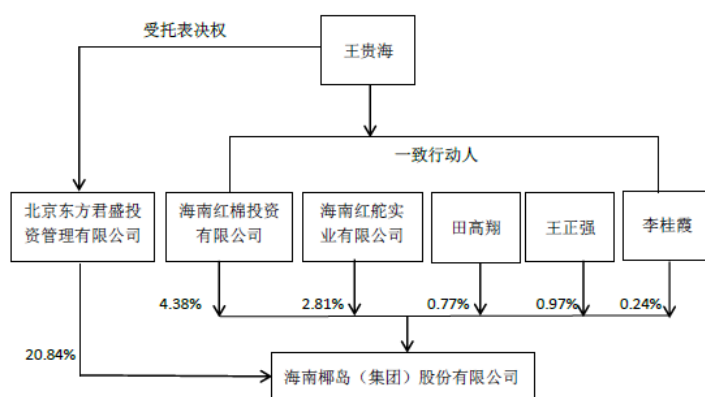 受托表决权
王贵海
一致行动人
北京东方君盛投
资管理有限公司
海南红棉投资
有限公司
海南红舵实
业有限公司
田高翔
王正强
李桂霞
4.38%
2.81%
0.77%
0.97%
0.24%
20.84%
海南椰岛（集团）股份有限公司